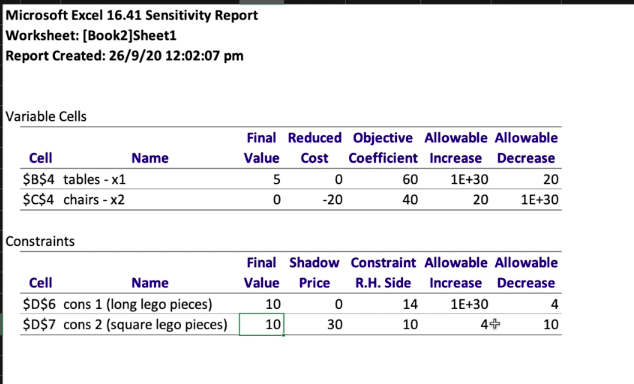 Microsoft Excel 16.41 Sensitivity Report
Worksheet: [Book2]Sheet1
Report Created: 26/9/20 12:02:07 pm
Variable Cells
Final Reduced Objective Allowable Allowable
Cell Name Value Cost Coefficient Increase Decrease
$B$4 tables - x1 5 0 60 1E+30 20
$C$4 chairs - x2 0 -20 40 20 1E+30
Constraints
Final Shadow Constraint Allowable Allowable
Cell Name Value Price R.H. Side Increase Decrease
$D$6 cons 1 (long lego pieces) 10 0 14 1E+30 4
$D$7 cons 2 (square lego pieces) 10 30 10 4 10